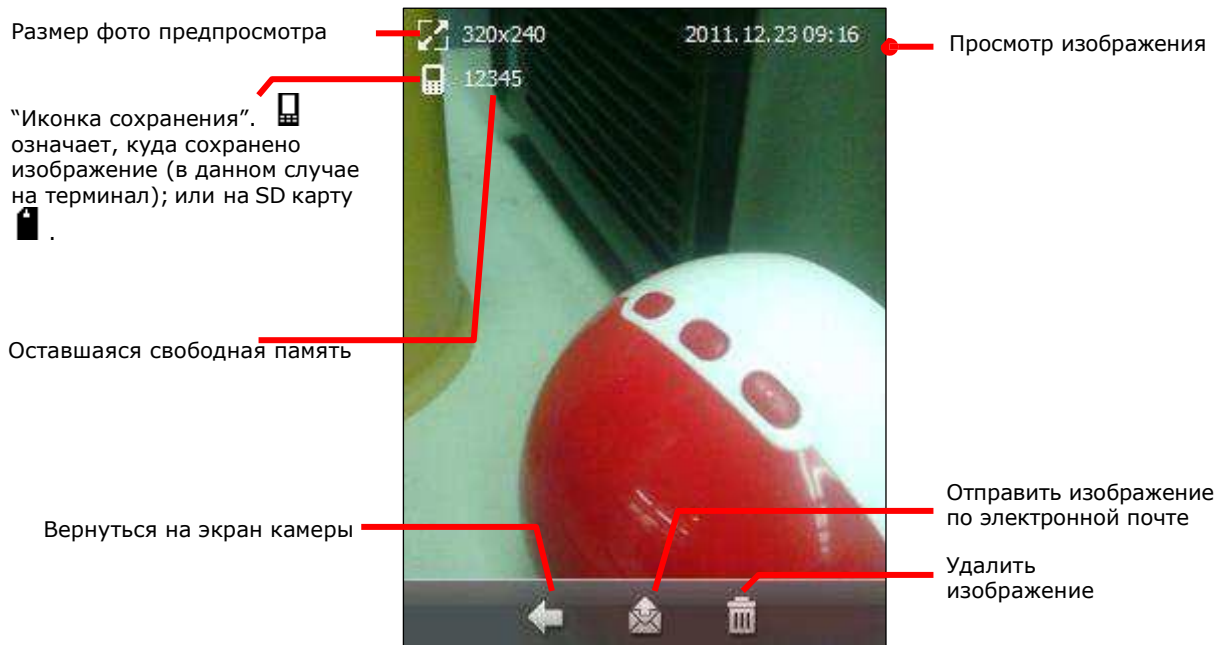 Размер фото предпросмотра
320x240
2011.12.23 09:16
Просмотр изображения
12345
“Иконка сохранения”.
означает, куда сохранено
изображение (в данном случае
на терминал); или на SD карту
.
Оставшаяся свободная память
Отправить изображение
по электронной почте
Вернуться на экран камеры
Удалить
изображение